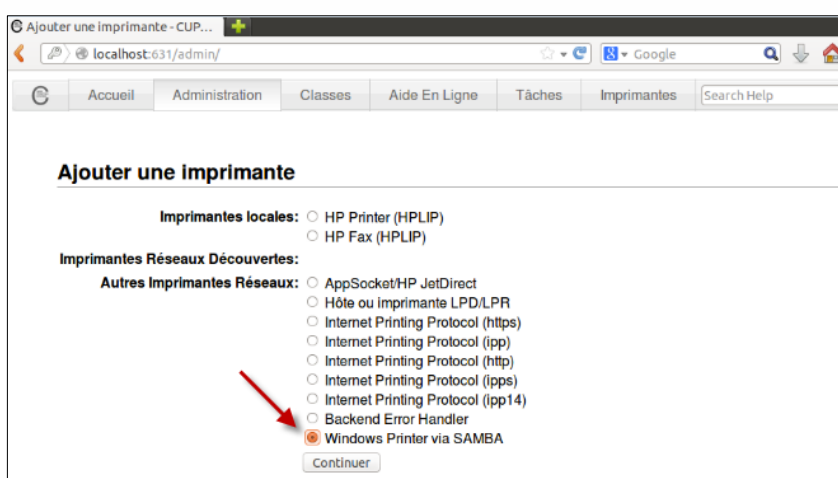 Ajouter une imprimante - CUP...
localhost:631/admin/ Google
Accueil Administration Classes Aide En Ligne Tâches Imprimantes Search Help
Ajouter une imprimante
Imprimantes locales: HP Printer (HPLIP)
HP Fax (HPLIP)
Imprimantes Réseaux Découvertes:
Autres Imprimantes Réseaux: AppSocket/HP JetDirect
Hôte ou imprimante LPD/LPR
Internet Printing Protocol (https)
Internet Printing Protocol (ipp)
Internet Printing Protocol (http)
Internet Printing Protocol (ipps)
Internet Printing Protocol (ipp14)
Backend Error Handler
Windows Printer via SAMBA
Continuer